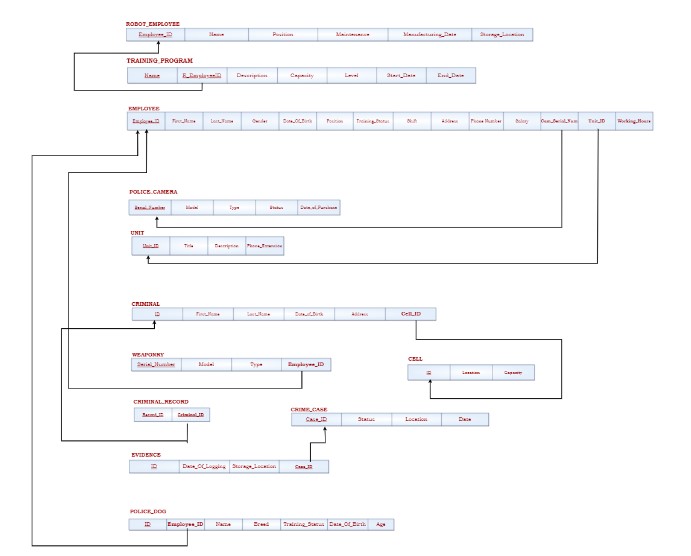 ROBOT_EMPLOYEE
Employee_ID Name Position Maintenance Manufacturing_Date Storage_Location
TRAINING_PROGRAM
Name R_EmployeeID Description Capacity Level Start_Date End_Date
EMPLOYEE
Employee_ID First_Name Last_Name Gender Date_Of_Birth Position Training_Status Shift Address Phone Number Salary Cam_Serial_Num Unit_ID Working_Hours
POLICE_CAMERA
Serial_Number Model Type Status Date_of_Purchase
UNIT
Unit_ID Title Description Phone_Extension
CRIMINAL
ID First_Name Last_Name Date_of_Birth Address Cell_ID
WEAPONRY
Serial_Number Model Type Employee_ID
CELL
ID Location Capacity
CRIMINAL_RECORD
Record_ID Criminal_ID
CRIME_CASE
Case_ID Status Location Date
EVIDENCE
ID Date_Of_Logging Storage_Location Case_ID
POLICE_DOG
ID Employee_ID Name Breed Training_Status Date_Of_Birth Age